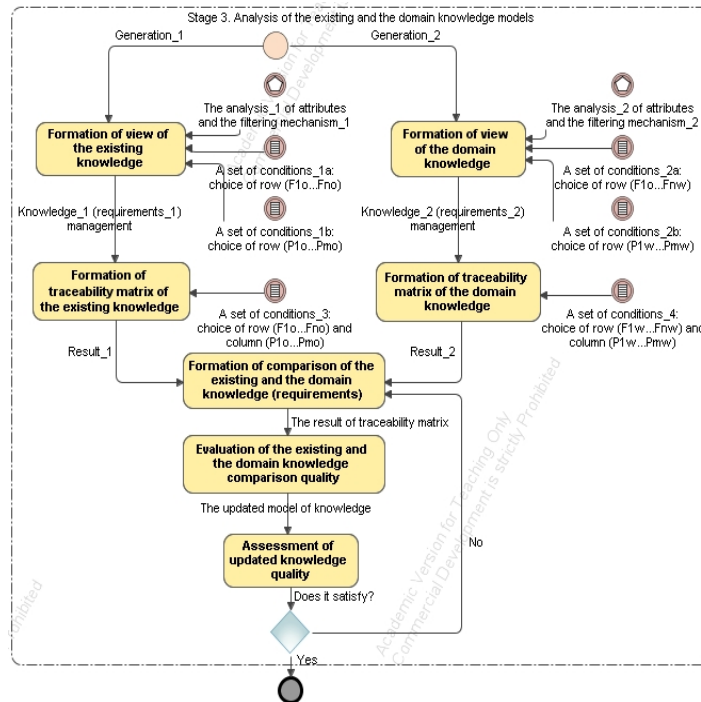 Stage 3. Analysis of the existing and the domain knowledge models
Generation_1
Generation_2
The analysis_1 of attributes
and the filtering mechanism_1
The analysis_2 of attributes
and the filtering mechanism_2
Formation of view of
the existing
knowledge
Formation of view of
the domain
knowledge
A set of conditions_1a:
choice of row (F1o...Fno)
A set of conditions_2a:
choice of row (F1o...Fnw)
Knowledge_1 (requirements_1)
management
A set of conditions_1b:
choice of row (P1o...Pmo)
Knowledge_2 (requirements_2)
management
A set of conditions_2b:
choice of row (P1w...Pmw)
Formation of
traceability matrix of
the existing knowledge
Formation of traceability
matrix of the domain
knowledge
A set of conditions_3:
choice of row (F1o...Fno) and
column (P1o...Pmo)
A set of conditions_4:
choice of row (F1w...Fnw) and
column (P1w...Pmw)
Result_1
Result_2
Formation of comparison of the
existing and the domain
knowledge (requirements)
The result of traceability matrix
Evaluation of the existing and
the domain knowledge
comparison quality
The updated model of knowledge
Assessment of
updated knowledge
quality
No
Does it satisfy?
Yes
Academic Version for Teaching Only
Commercial Development is strictly Prohibited